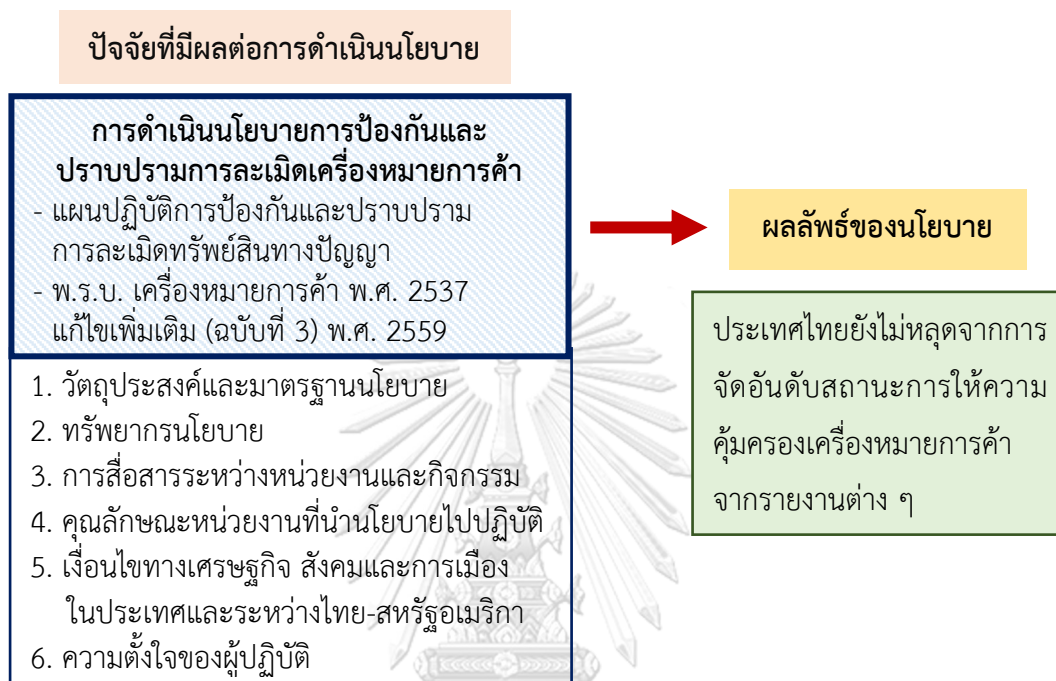 ปัจจัยที่มีผลต่อการดำเนินนโยบาย
การดำเนินนโยบายการป้องกันและ
ปราบปรามการละเมิดเครื่องหมายการค้า
- แผนปฏิบัติการป้องกันและปราบปราม
การละเมิดทรัพย์สินทางปัญญา
- พ.ร.บ. เครื่องหมายการค้า พ.ศ. 2537
แก้ไขเพิ่มเติม (ฉบับที่ 3) พ.ศ. 2559
1. วัตถุประสงค์และมาตรฐานนโยบาย
2. ทรัพยากรนโยบาย
3. การสื่อสารระหว่างหน่วยงานและกิจกรรม
4. คุณลักษณะหน่วยงานที่นำนโยบายไปปฏิบัติ
5. เงื่อนไขทางเศรษฐกิจ สังคมและการเมือง
ในประเทศและระหว่างไทย-สหรัฐอเมริกา
6. ความตั้งใจของผู้ปฏิบัติ
ผลลัพธ์ของนโยบาย
ประเทศไทยยังไม่หลุดจากการ
จัดอันดับสถานะการให้ความ
คุ้มครองเครื่องหมายการค้า
จากรายงานต่าง ๆ